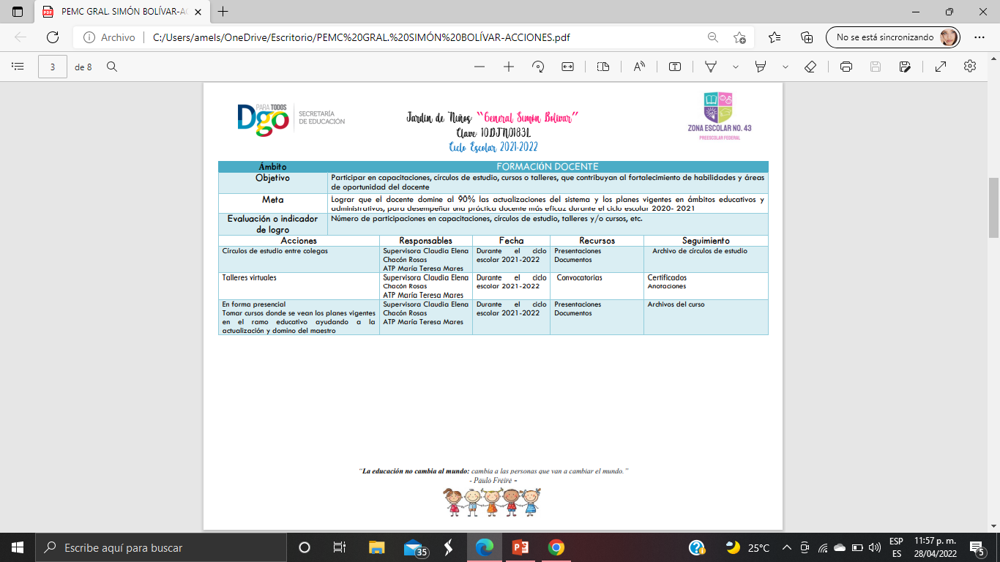 PEMC GRAL. SIMÓN BOLÍVAR-AC
Archivo
C:/Users/amels/OneDrive/Escritorio/PEMC%20GRAL.%20SIMÓN%20BOLÍVAR-ACCIONES.pdf
No se está sincronizando
3 de 8
PARA TODOS
Dgo
SECRETARÍA
DE EDUCACIÓN
Jardín de Niños "General Simón Bolívar"
Clave: 10DJN0183L
Ciclo Escolar 2021-2022
ZONA ESCOLAR NO. 43
PREESCOLAR FEDERAL
Ámbito FORMACIÓN DOCENTE
Objetivo Participar en capacitaciones, círculos de estudio, cursos o talleres, que contribuyan al fortalecimiento de habilidades y áreas
de oportunidad del docente
Meta Lograr que el docente domine al 90% las actualizaciones del sistema y los planes vigentes en ámbitos educativos y
administrativos, para desempeñar una práctica docente más eficaz durante el ciclo escolar 2020- 2021
Evaluación o indicador
de logro
Número de participaciones en capacitaciones, círculos de estudio, talleres y/o cursos, etc.
Acciones Responsables Fecha Recursos Seguimiento
Círculos de estudio entre colegas
Supervisora Claudia Elena
Chacón Rosas
ATP María Teresa Mares
Durante el ciclo
escolar 2021-2022
Presentaciones
Documentos
Archivo de círculos de estudio
Talleres virtuales
Supervisora Claudia Elena
Chacón Rosas
ATP María Teresa Mares
Durante el ciclo
escolar 2021-2022
Convocatorias
Certificados
Anotaciones
En forma presencial
Tomar cursos donde se vean los planes vigentes
en el ramo educativo ayudando a la
actualización y domino del maestro
Supervisora Claudia Elena
Chacón Rosas
ATP María Teresa Mares
Durante el ciclo
escolar 2021-2022
Presentaciones
Documentos
Archivos del curso
"La educación no cambia al mundo: cambia a las personas que van a cambiar el mundo."
- Paulo Freire -
Escribe aquí para buscar
35
25°C
ESP
ES
11:57 p. m.
28/04/2022
5